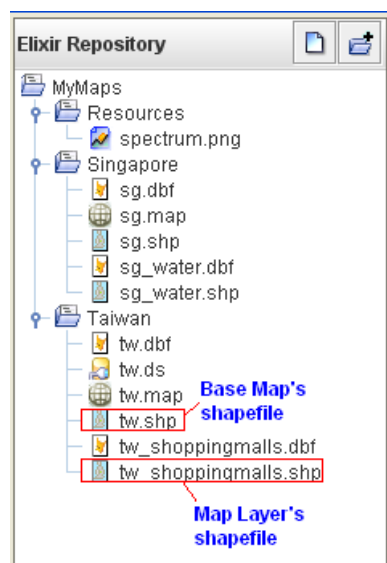 Elixir Repository
MyMaps
Resources
spectrum.png
Singapore
sg.dbf
sg.map
sg.shp
sg_water.dbf
sg_water.shp
Taiwan
tw.dbf
tw.ds
tw.map
Base Map's
shapefile
tw.shp
tw_shoppingmalls.dbf
tw_shoppingmalls.shp
Map Layer's
shapefile